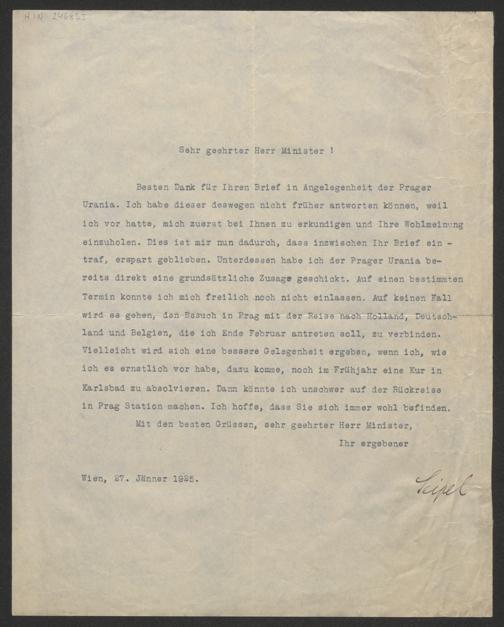 Sehr geehrter Herr Minister !
Besten Dank für Ihren Brief in Angelegenheit der Prager
Urania. Ich habe dieser deswegen nicht früher antworten können, weil
ich vor hatte, mich zuerst bei Ihnen zu erkundigen und Ihre Wohlmeinung
einzuholen. Dies ist mir nun dadurch, dass inzwischen Ihr Brief ein -
traf, erspart geblieben. Unterdessen habe ich der Prager Urania be-
reits direkt eine grundsätzliche Zusage geschickt. Auf einen bestimmten
Termin konnte ich mich freilich noch nicht einlassen. Auf keinen Fall
wird es gehen, den Besuch in Prag mit der Reise nach Holland, Deutsch-
land und Belgien, die ich Ende Februar antreten soll, zu verbinden.
Vielleicht wird sich eine bessere Gelegenheit ergeben, wenn ich, wie
ich es ernstlich vor habe, dazu komme, noch im Frühjahr eine Kur in
Karlsbad zu absolvieren. Dann könnte ich unschwer auf der Rückreise
in Prag Station machen. Ich hoffe, dass Sie sich immer wohl befinden.
Mit den besten Grüssen, sehr geehrter Herr Minister,
Ihr ergebener
Wien, 27. Jänner 1925.
Seipel